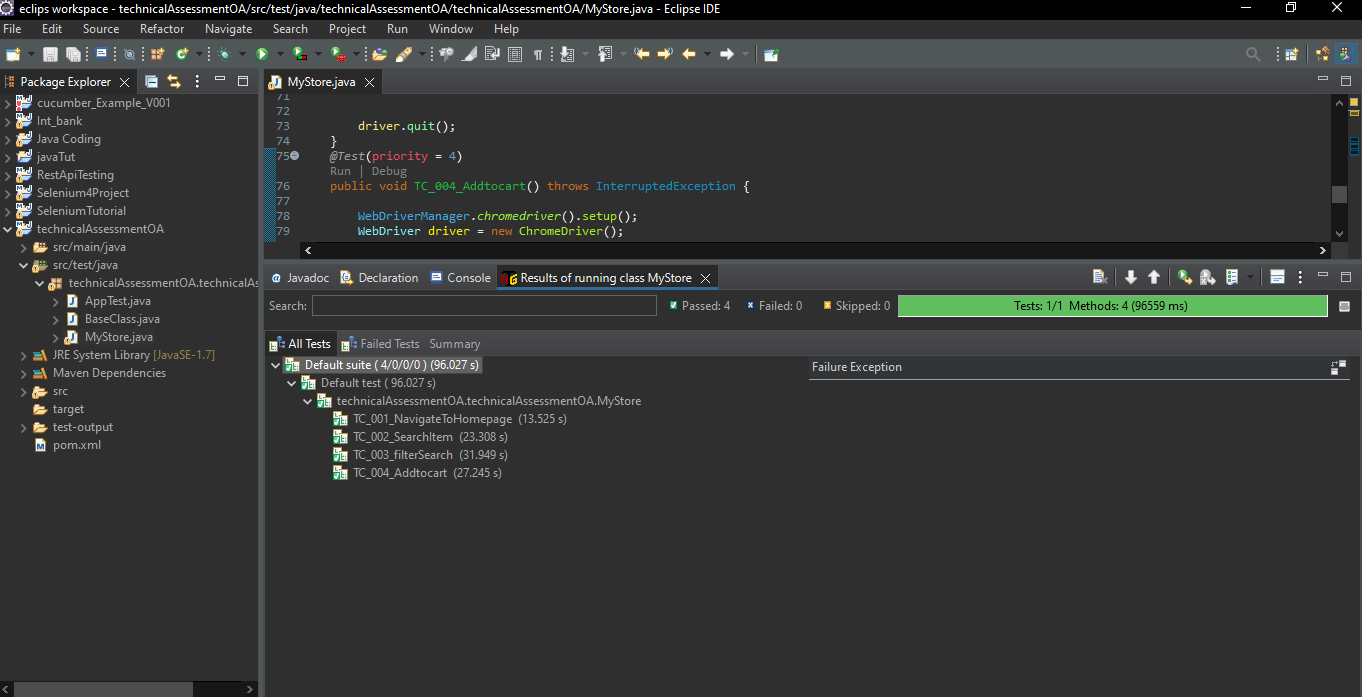 eclips workspace - technicalAssessmentOA/src/test/java/technicalAssessmentOA/technicalAssessmentOA/MyStore.java - Eclipse IDE
File Edit Source Refactor Navigate Search Project Run Window Help
Package Explorer
cucumber_Example_V001
Int_bank
Java Coding
javaTut
RestApiTesting
Selenium4Project
SeleniumTutorial
technicalAssessmentOA
src/main/java
src/test/java
technicalAssessmentOA.technicalAs
AppTest.java
BaseClass.java
MyStore.java
JRE System Library [JavaSE-1.7]
Maven Dependencies
src
target
test-output
pom.xml
MyStore.java
71
72
73 driver.quit();
74 }
75 @Test(priority = 4)
Run | Debug
76 public void TC_004_Addtocart() throws InterruptedException {
77
78 WebDriverManager.chromedriver().setup();
79 WebDriver driver = new ChromeDriver();
Javadoc Declaration Console Results of running class MyStore
Search: Passed: 4 Failed: 0 Skipped: 0 Tests: 1/1 Methods: 4 (96559 ms)
All Tests Failed Tests Summary
Default suite ( 4/0/0/0 ) (96.027 s)
Default test ( 96.027 s)
technicalAssessmentOA.technicalAssessmentOA.MyStore
TC_001_NavigateToHomepage (13.525 s)
TC_002_SearchItem (23.308 s)
TC_003_filterSearch (31.949 s)
TC_004_Addtocart (27.245 s)
Failure Exception